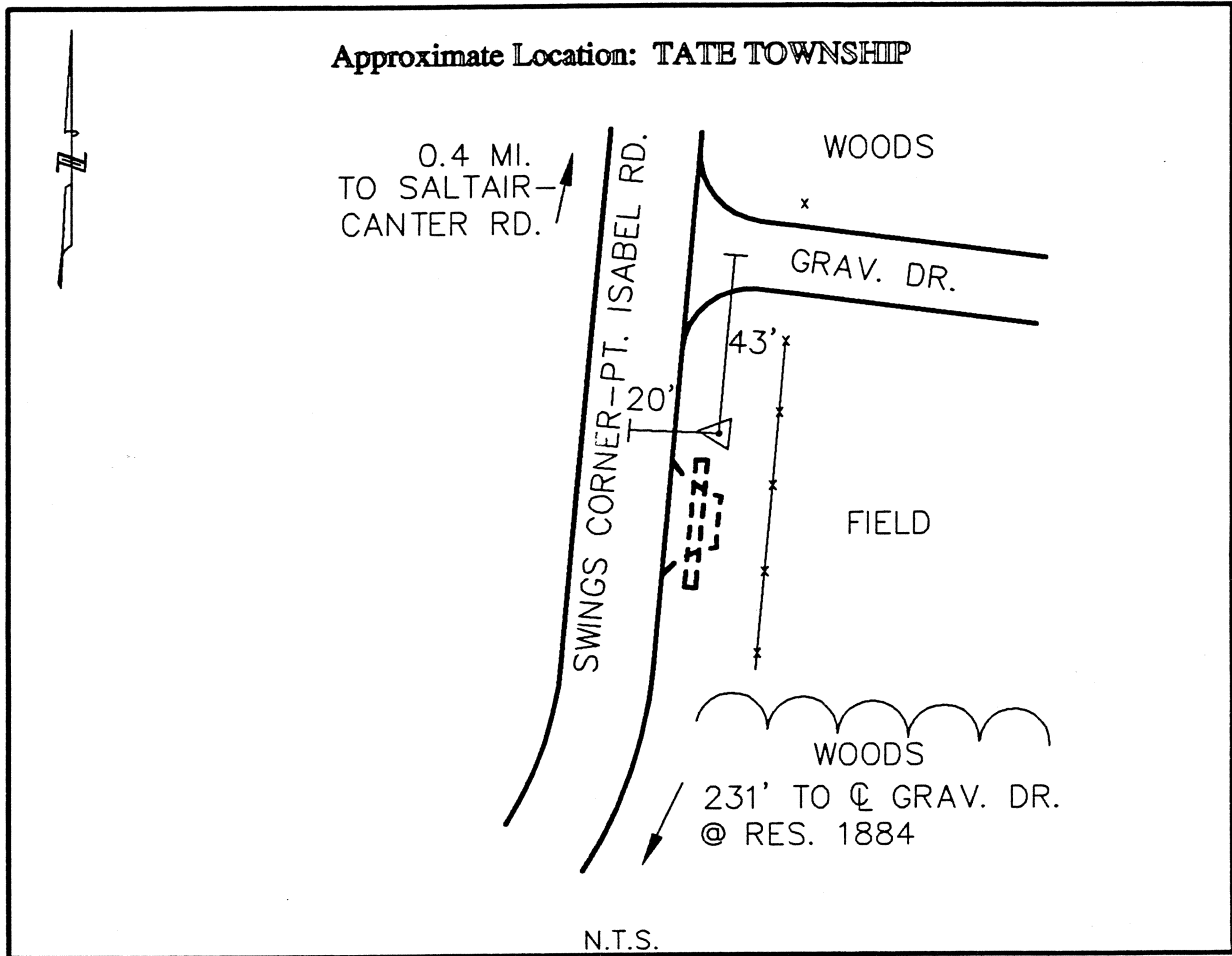 Approximate Location: TATE TOWNSHIP
N
0.4 MI.
TO SALTAIR-
CANTER RD.
SWINGS CORNER-PT. ISABEL RD.
WOODS
GRAV. DR.
43'
20'
FIELD
WOODS
231' TO ℄ GRAV. DR.
@ RES. 1884
N.T.S.